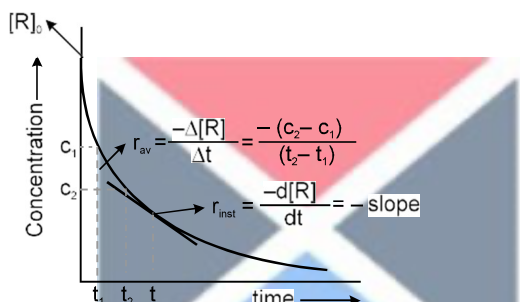 [R]₀
Concentration
c₁
c₂
r_av = −Δ[R]/Δt = −(c₂− c₁)/(t₂− t₁)
r_inst = −d[R]/dt = − slope
t₁ t₂ t
time